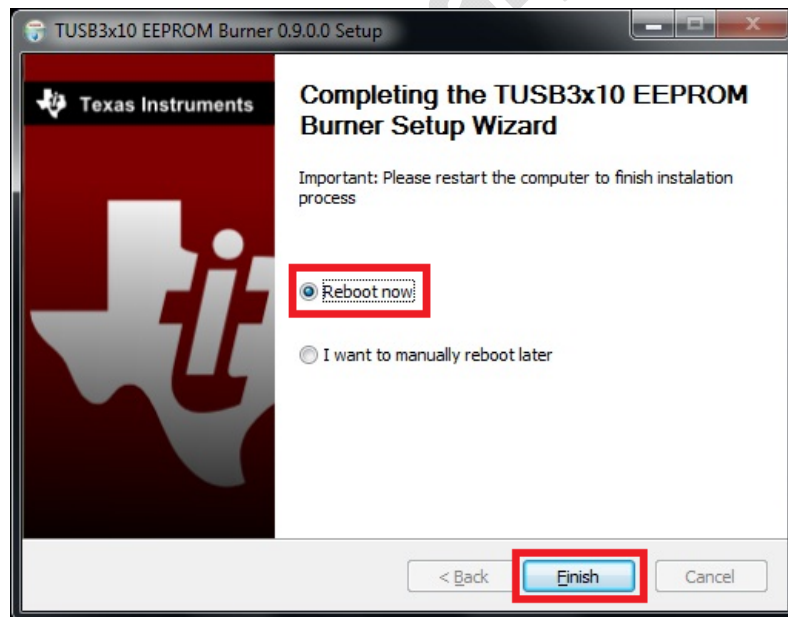 TUSB3x10 EEPROM Burner 0.9.0.0 Setup
Texas Instruments
Completing the TUSB3x10 EEPROM
Burner Setup Wizard
Important: Please restart the computer to finish instalation
process
Reboot now
I want to manually reboot later
< Back
Finish
Cancel